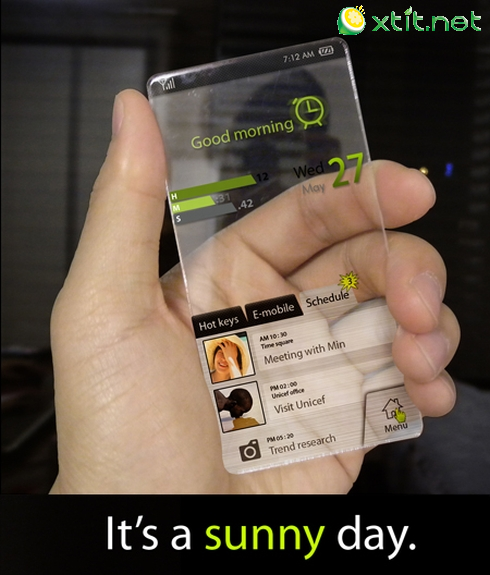 xtit.net
7:12 AM
Good morning
H 12
M .31
S .42
Wed 27
May
Hot keys
E-mobile
Schedule
3
AM 10 : 30
Time square
Meeting with Min
PM 02 : 00
Unicef office
Visit Unicef
PM 05 : 20
Trend research
Menu
It's a sunny day.